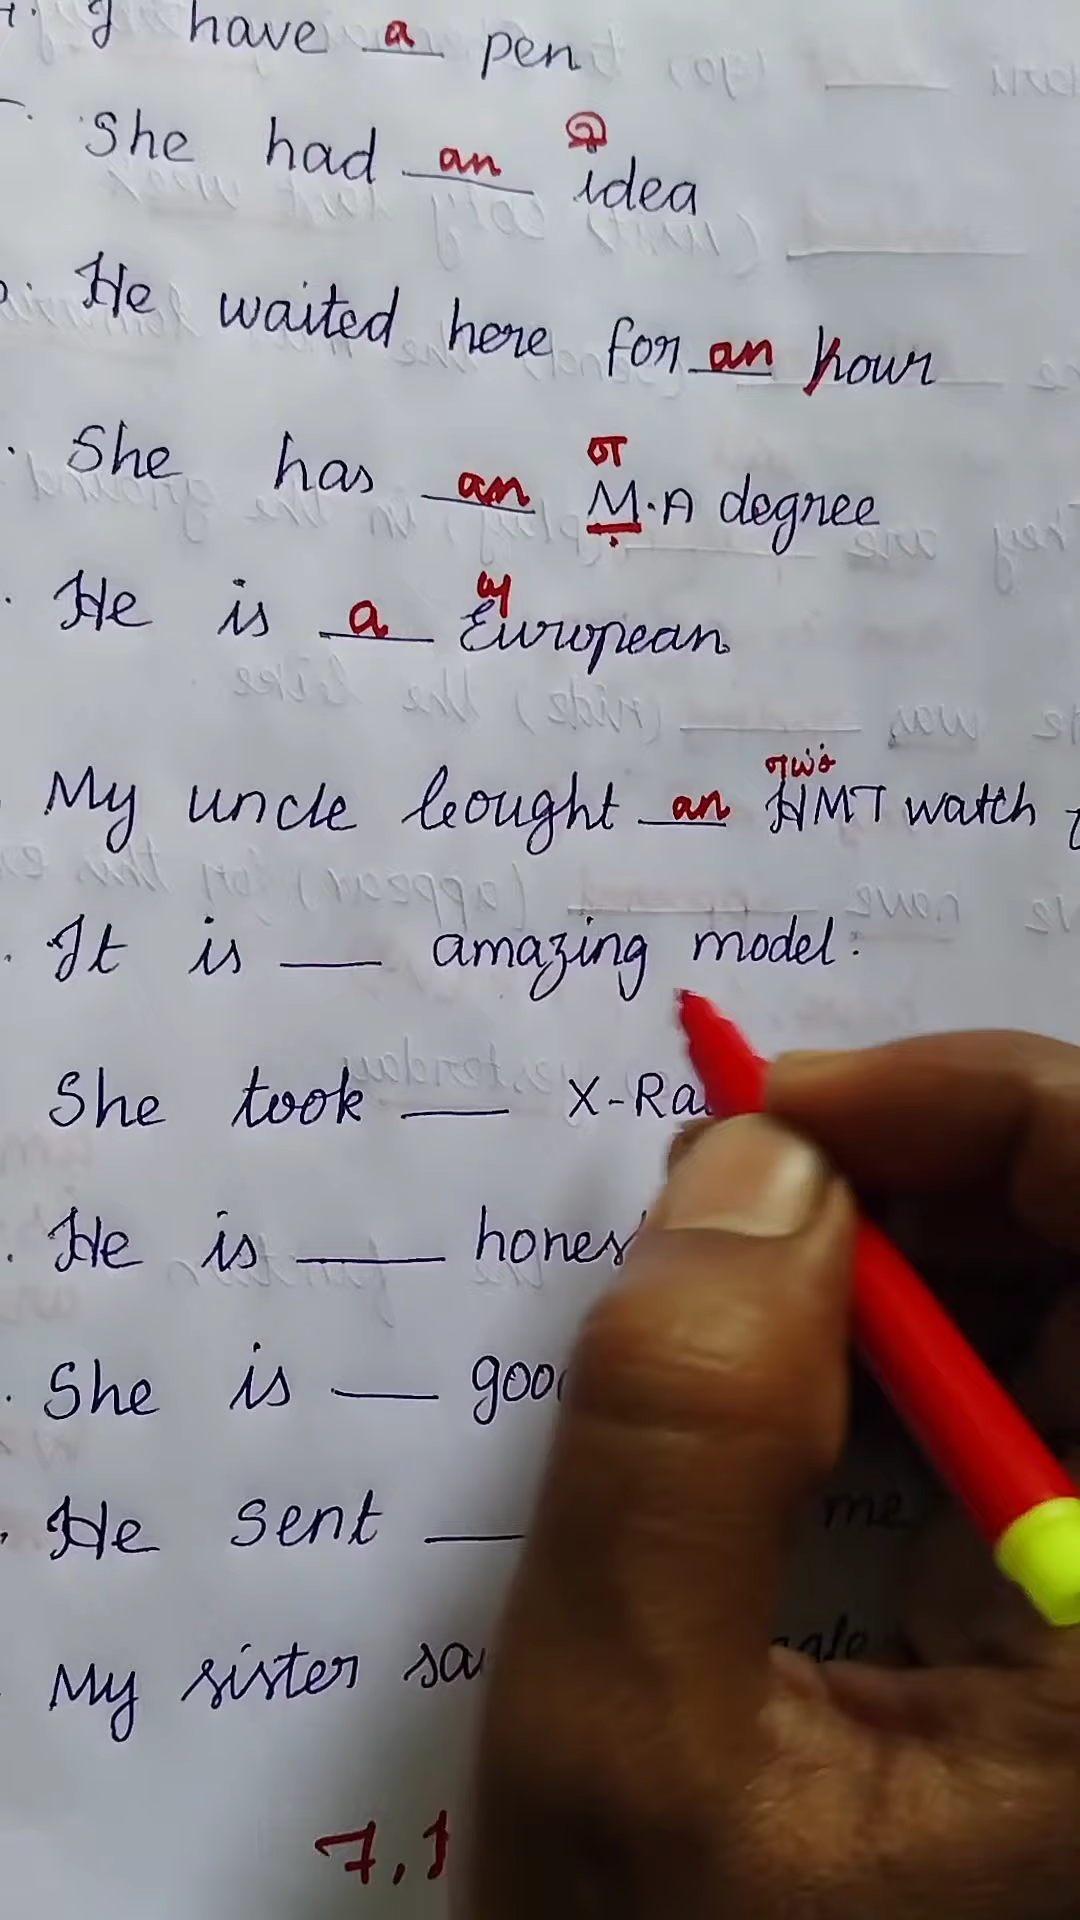 I have a pen
She had an idea
இ
He waited here for an hour
She has an M.A degree
எ
He is a European
யு
My uncle bought an HMT watch
எய்ச்
It is ___ amazing model.
She took ___ X-Ra
He is ___ hones
She is ___ goo
He sent ___ me
My sister sa
7,1